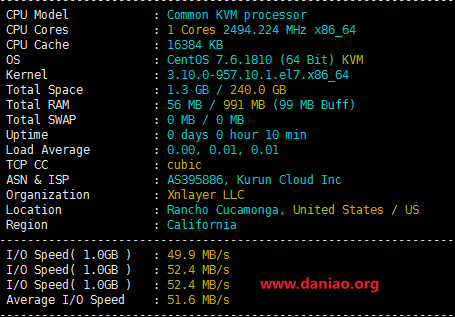 CPU Model : Common KVM processor
CPU Cores : 1 Cores 2494.224 MHz x86_64
CPU Cache : 16384 KB
OS : CentOS 7.6.1810 (64 Bit) KVM
Kernel : 3.10.0-957.10.1.el7.x86_64
Total Space : 1.3 GB / 240.0 GB
Total RAM : 56 MB / 991 MB (99 MB Buff)
Total SWAP : 0 MB / 0 MB
Uptime : 0 days 0 hour 10 min
Load Average : 0.00, 0.01, 0.01
TCP CC : cubic
ASN & ISP : AS395886, Kurun Cloud Inc
Organization : Xnlayer LLC
Location : Rancho Cucamonga, United States / US
Region : California
----------------------------------------------------------------------
I/O Speed( 1.0GB ) : 49.9 MB/s
I/O Speed( 1.0GB ) : 52.4 MB/s
I/O Speed( 1.0GB ) : 52.4 MB/s
Average I/O Speed : 51.6 MB/s
www.daniao.org